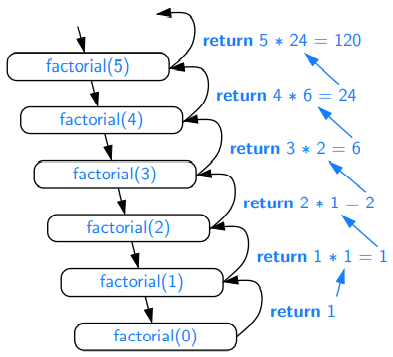 return 5 * 24 = 120
factorial(5)
return 4 * 6 = 24
factorial(4)
return 3 * 2 = 6
factorial(3)
return 2 * 1 = 2
factorial(2)
return 1 * 1 = 1
factorial(1)
return 1
factorial(0)